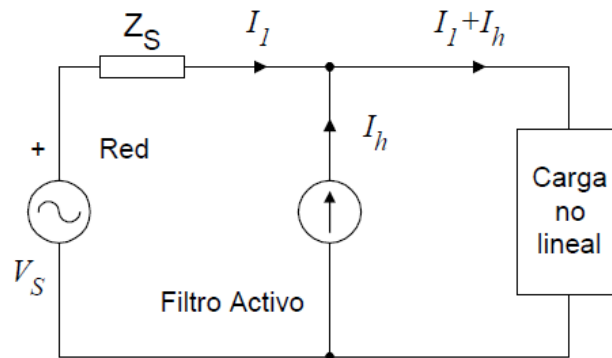 Z_S
I_1
I_1+I_h
+
Red
I_h
Carga
no
lineal
V_S
Filtro Activo